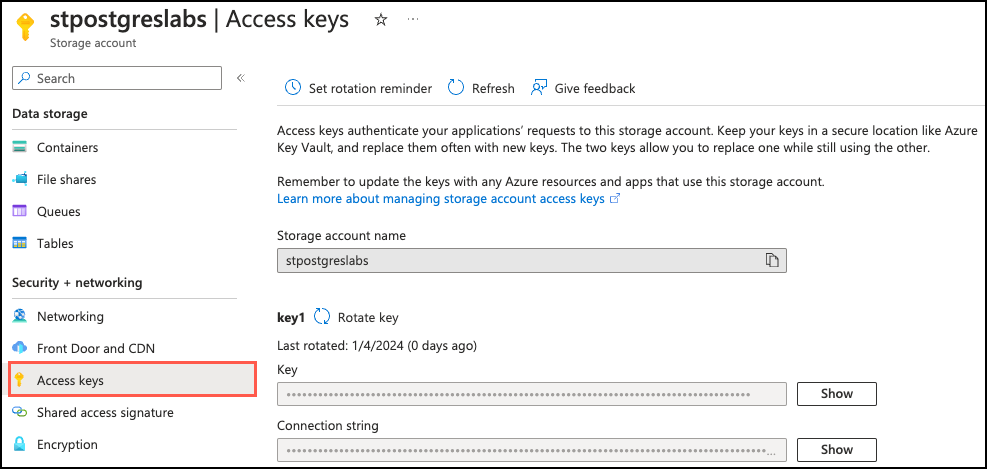 stpostgreslabs | Access keys
Storage account
Search
Data storage
Containers
File shares
Queues
Tables
Security + networking
Networking
Front Door and CDN
Access keys
Shared access signature
Encryption
Set rotation reminder Refresh Give feedback
Access keys authenticate your applications’ requests to this storage account. Keep your keys in a secure location like Azure
Key Vault, and replace them often with new keys. The two keys allow you to replace one while still using the other.
Remember to update the keys with any Azure resources and apps that use this storage account.
Learn more about managing storage account access keys
Storage account name
stpostgreslabs
key1 Rotate key
Last rotated: 1/4/2024 (0 days ago)
Key
Show
Connection string
Show